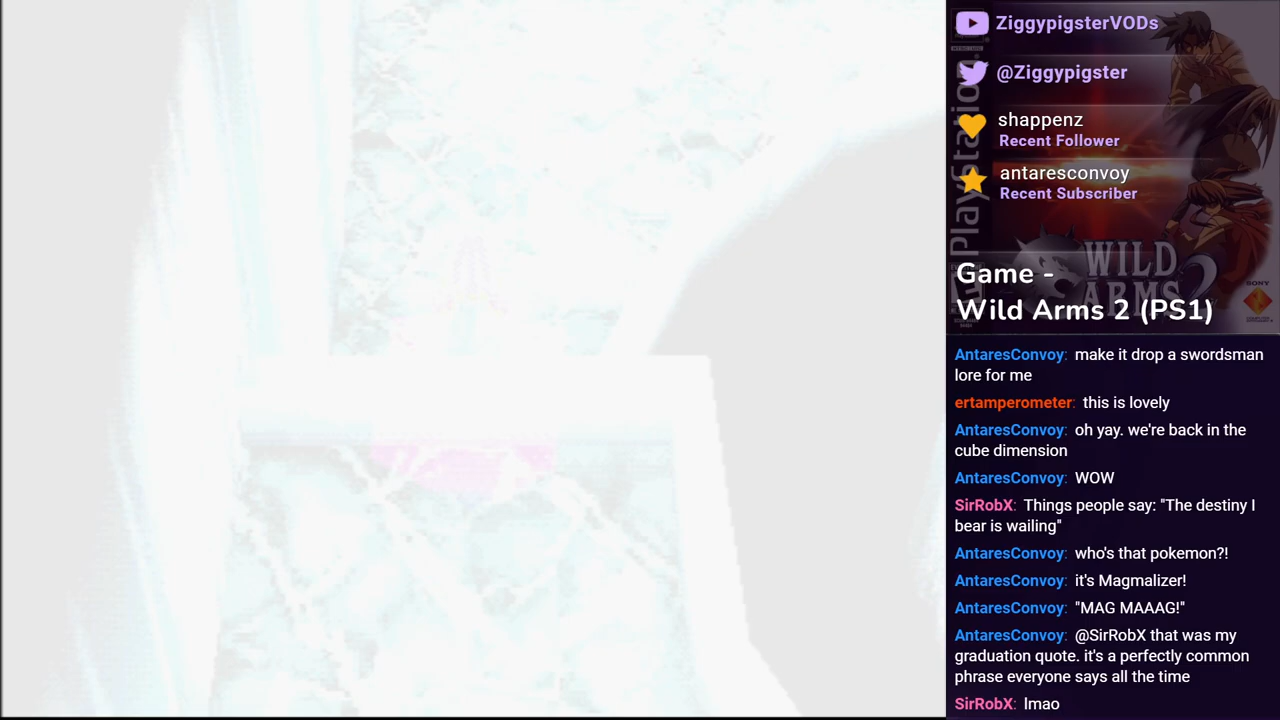 ZiggypigsterVODs
@Ziggypigster
shappenz
Recent Follower
antaresconvoy
Recent Subscriber
PlayStation
WILD
ARMS 2
SONY
Game -
Wild Arms 2 (PS1)
AntaresConvoy: make it drop a swordsman
lore for me
ertamperometer: this is lovely
AntaresConvoy: oh yay. we're back in the
cube dimension
AntaresConvoy: WOW
SirRobX: Things people say: "The destiny I
bear is wailing"
AntaresConvoy: who's that pokemon?!
AntaresConvoy: it's Magmalizer!
AntaresConvoy: "MAG MAAAG!"
AntaresConvoy: @SirRobX that was my
graduation quote. it's a perfectly common
phrase everyone says all the time
SirRobX: lmao